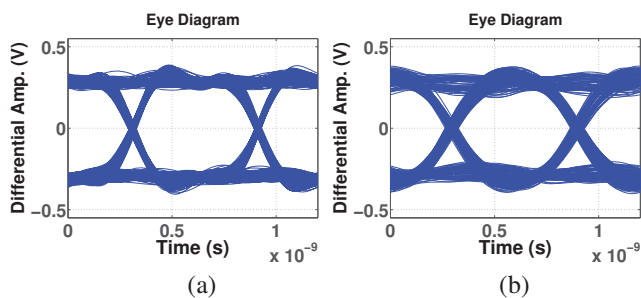 Eye Diagram
Differential Amp. (V)
0.5
0
−0.5
0
0.5
1
Time (s)
x 10⁻⁹
(a)
Eye Diagram
Differential Amp. (V)
0.5
0
−0.5
0
0.5
1
Time (s)
x 10⁻⁹
(b)